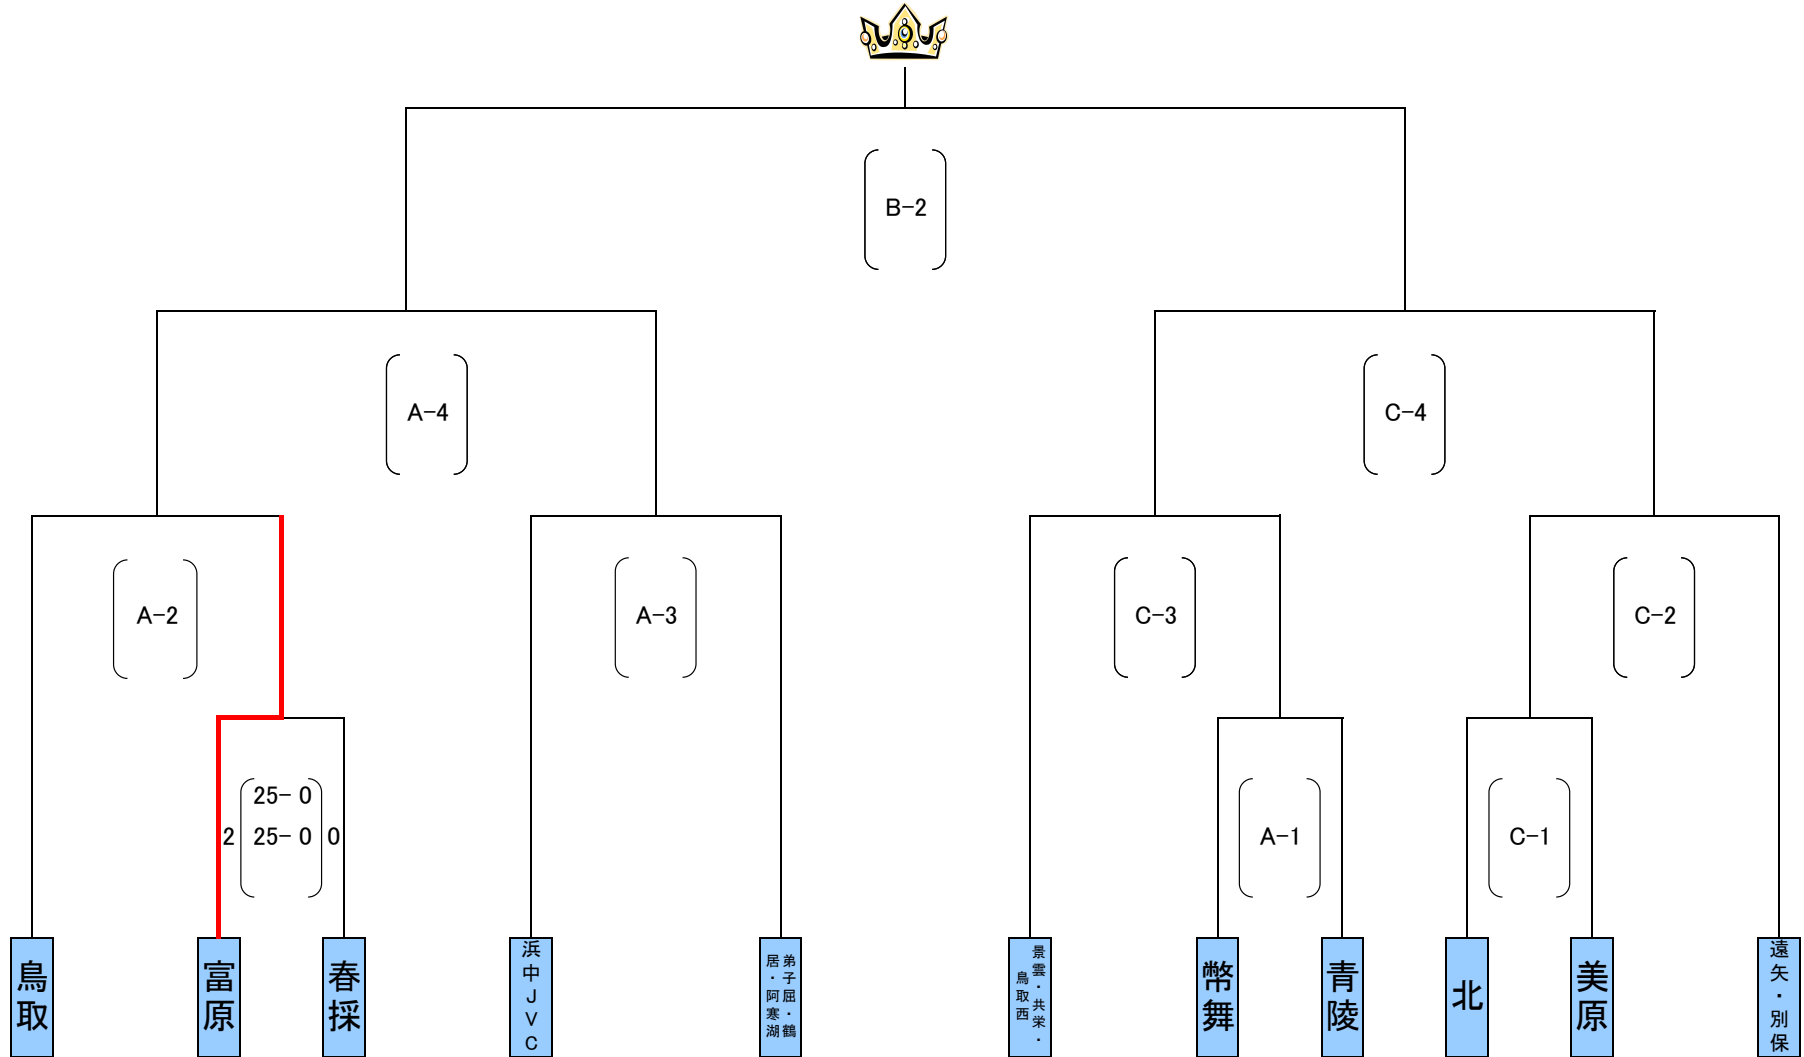 B-2
A-4
C-4
A-2
A-3
C-3
C-2
25- 0
2 25- 0 0
A-1
C-1
鳥取
富原
春採
浜中JVC
弟子屈・鶴
居・阿寒湖
景雲・共栄・
鳥取西
幣舞
青陵
北
美原
遠矢・別保